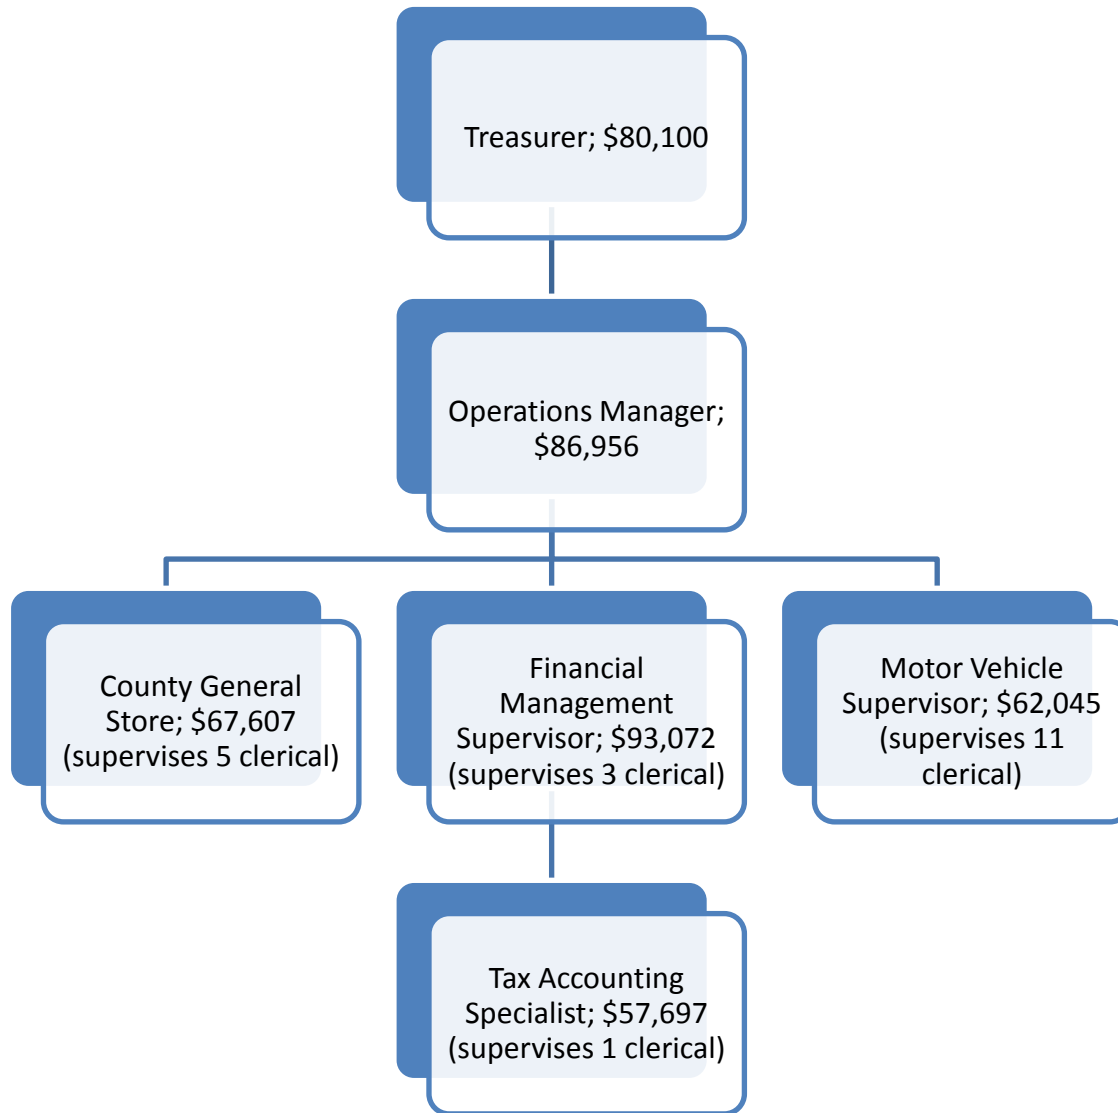 Treasurer; $80,100
Operations Manager;
$86,956
County General
Store; $67,607
(supervises 5 clerical)
Financial
Management
Supervisor; $93,072
(supervises 3 clerical)
Motor Vehicle
Supervisor; $62,045
(supervises 11
clerical)
Tax Accounting
Specialist; $57,697
(supervises 1 clerical)